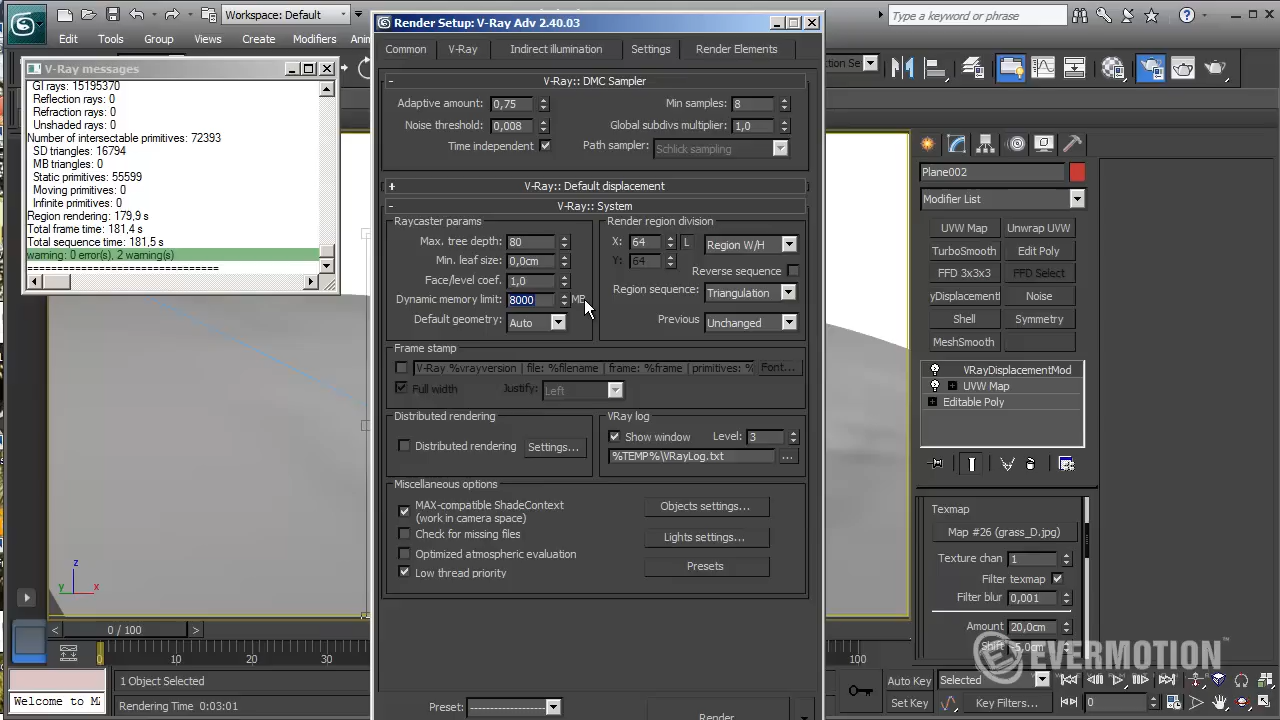 Workspace: Default
Render Setup: V-Ray Adv 2.40.03
Type a keyword or phrase
Edit Tools Group Views Create Modifiers
Common V-Ray Indirect illumination Settings Render Elements
V-Ray messages
GI rays: 15195370
Reflection rays: 0
Refraction rays: 0
Unshaded rays: 0
Number of intersectable primitives: 72393
SD triangles: 16794
MB triangles: 0
Static primitives: 55599
Moving primitives: 0
Infinite primitives: 0
Region rendering: 179,9 s
Total frame time: 181,4 s
Total sequence time: 181,5 s
warning: 0 error(s), 2 warning(s)
V-Ray:: DMC Sampler
Adaptive amount: 0,75 Min samples: 8
Noise threshold: 0,008 Global subdivs multiplier: 1,0
Time independent Path sampler: Schlick sampling
V-Ray:: Default displacement
V-Ray:: System
Raycaster params Render region division
Max. tree depth: 80 X: 64 L Region W/H
Min. leaf size: 0,0cm Y: 64
Face/level coef. 1,0 Reverse sequence
Dynamic memory limit: 8000 MB Region sequence: Triangulation
Default geometry: Auto Previous Unchanged
Frame stamp
V-Ray %vrayversion | file: %filename | frame: %frame | primitives: % Font...
Full width Justify: Left
Distributed rendering VRay log
Distributed rendering Settings... Show window Level: 3
%TEMP%\VRayLog.txt ...
Miscellaneous options
MAX-compatible ShadeContext
(work in camera space)
Objects settings...
Check for missing files Lights settings...
Optimized atmospheric evaluation
Low thread priority Presets
Preset: -------------------
Render
Plane002
Modifier List
UVW Map Unwrap UVW
TurboSmooth Edit Poly
FFD 3x3x3 FFD Select
yDisplacement Noise
Shell Symmetry
MeshSmooth
VRayDisplacementMod
UVW Map
Editable Poly
Texmap
Map #26 (grass_D.jpg)
Texture chan 1
Filter texmap
Filter blur 0,001
Amount 20,0cm
Shift -5,0cm
EVERMOTION™
z
y x
0 / 100
0 10 20 30 100
1 Object Selected
Welcome to M
Rendering Time 0:03:01
Auto Key Selected
Set Key Key Filters... 0